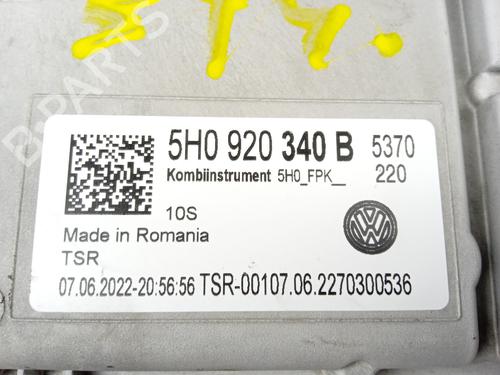 B-PARTS
5H0 920 340 B 5370
Kombiinstrument 5H0_FPK__ 220
10S
Made in Romania
TSR
07.06.2022-20:56:56 TSR-00107.06.2270300536